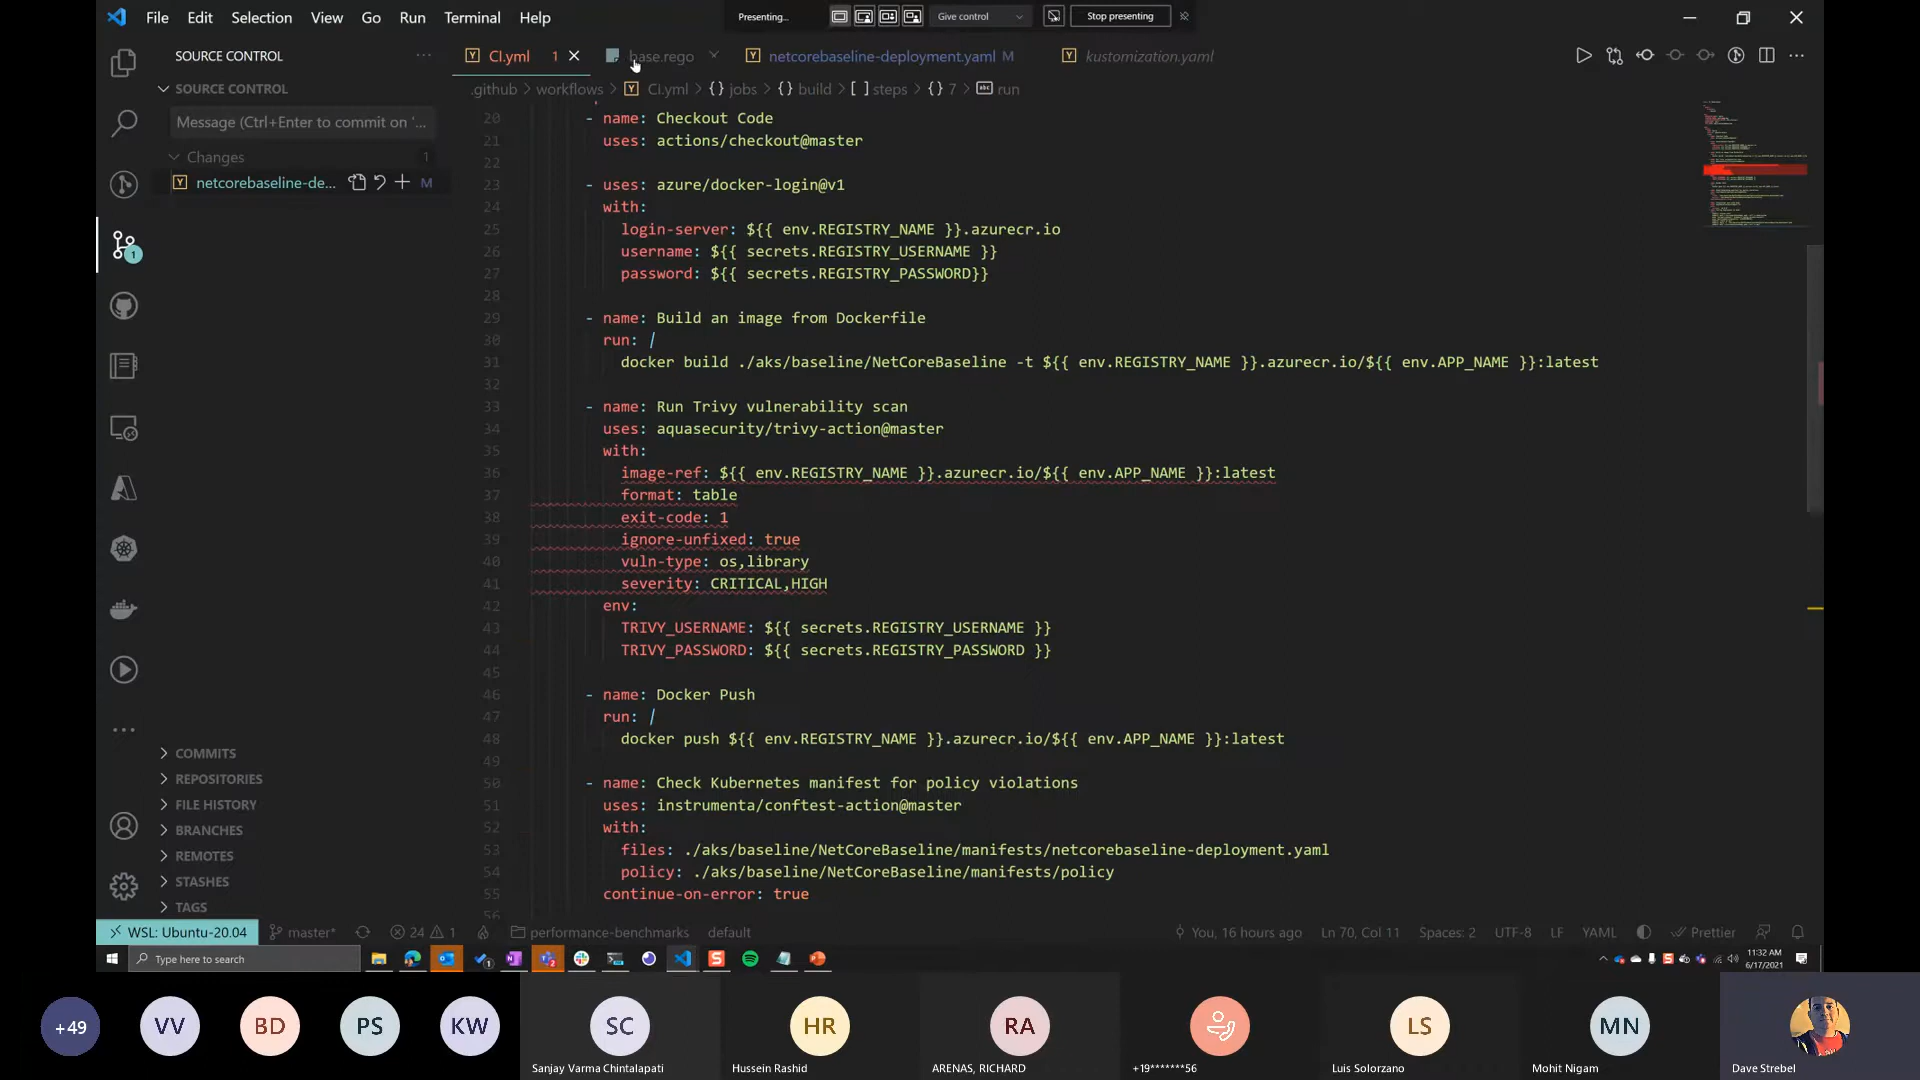 File Edit Selection View Go Run Terminal Help
Presenting...
Give control
Stop presenting
SOURCE CONTROL
CI.yml 1
base.rego
netcorebaseline-deployment.yaml M
kustomization.yaml
SOURCE CONTROL
.github > workflows > CI.yml > {} jobs > {} build > [ ] steps > {} 7 > abc run
Message (Ctrl+Enter to commit on '...
Changes 1
netcorebaseline-de... M
20 - name: Checkout Code
21 uses: actions/checkout@master
22
23 - uses: azure/docker-login@v1
24 with:
25 login-server: ${{ env.REGISTRY_NAME }}.azurecr.io
26 username: ${{ secrets.REGISTRY_USERNAME }}
27 password: ${{ secrets.REGISTRY_PASSWORD}}
28
29 - name: Build an image from Dockerfile
30 run: |
31 docker build ./aks/baseline/NetCoreBaseline -t ${{ env.REGISTRY_NAME }}.azurecr.io/${{ env.APP_NAME }}:latest
32
33 - name: Run Trivy vulnerability scan
34 uses: aquasecurity/trivy-action@master
35 with:
36 image-ref: ${{ env.REGISTRY_NAME }}.azurecr.io/${{ env.APP_NAME }}:latest
37 format: table
38 exit-code: 1
39 ignore-unfixed: true
40 vuln-type: os,library
41 severity: CRITICAL,HIGH
42 env:
43 TRIVY_USERNAME: ${{ secrets.REGISTRY_USERNAME }}
44 TRIVY_PASSWORD: ${{ secrets.REGISTRY_PASSWORD }}
45
46 - name: Docker Push
47 run: |
48 docker push ${{ env.REGISTRY_NAME }}.azurecr.io/${{ env.APP_NAME }}:latest
49
50 - name: Check Kubernetes manifest for policy violations
51 uses: instrumenta/conftest-action@master
52 with:
53 files: ./aks/baseline/NetCoreBaseline/manifests/netcorebaseline-deployment.yaml
54 policy: ./aks/baseline/NetCoreBaseline/manifests/policy
55 continue-on-error: true
56
1
COMMITS
REPOSITORIES
FILE HISTORY
BRANCHES
REMOTES
STASHES
TAGS
WSL: Ubuntu-20.04 master* 24 1 performance-benchmarks default You, 16 hours ago Ln 70, Col 11 Spaces: 2 UTF-8 LF YAML Prettier
Type here to search
11:32 AM
6/17/2021
+49 VV BD PS KW SC HR RA LS MN
Sanjay Varma Chintalapati Hussein Rashid ARENAS, RICHARD +19*******56 Luis Solorzano Mohit Nigam Dave Strebel